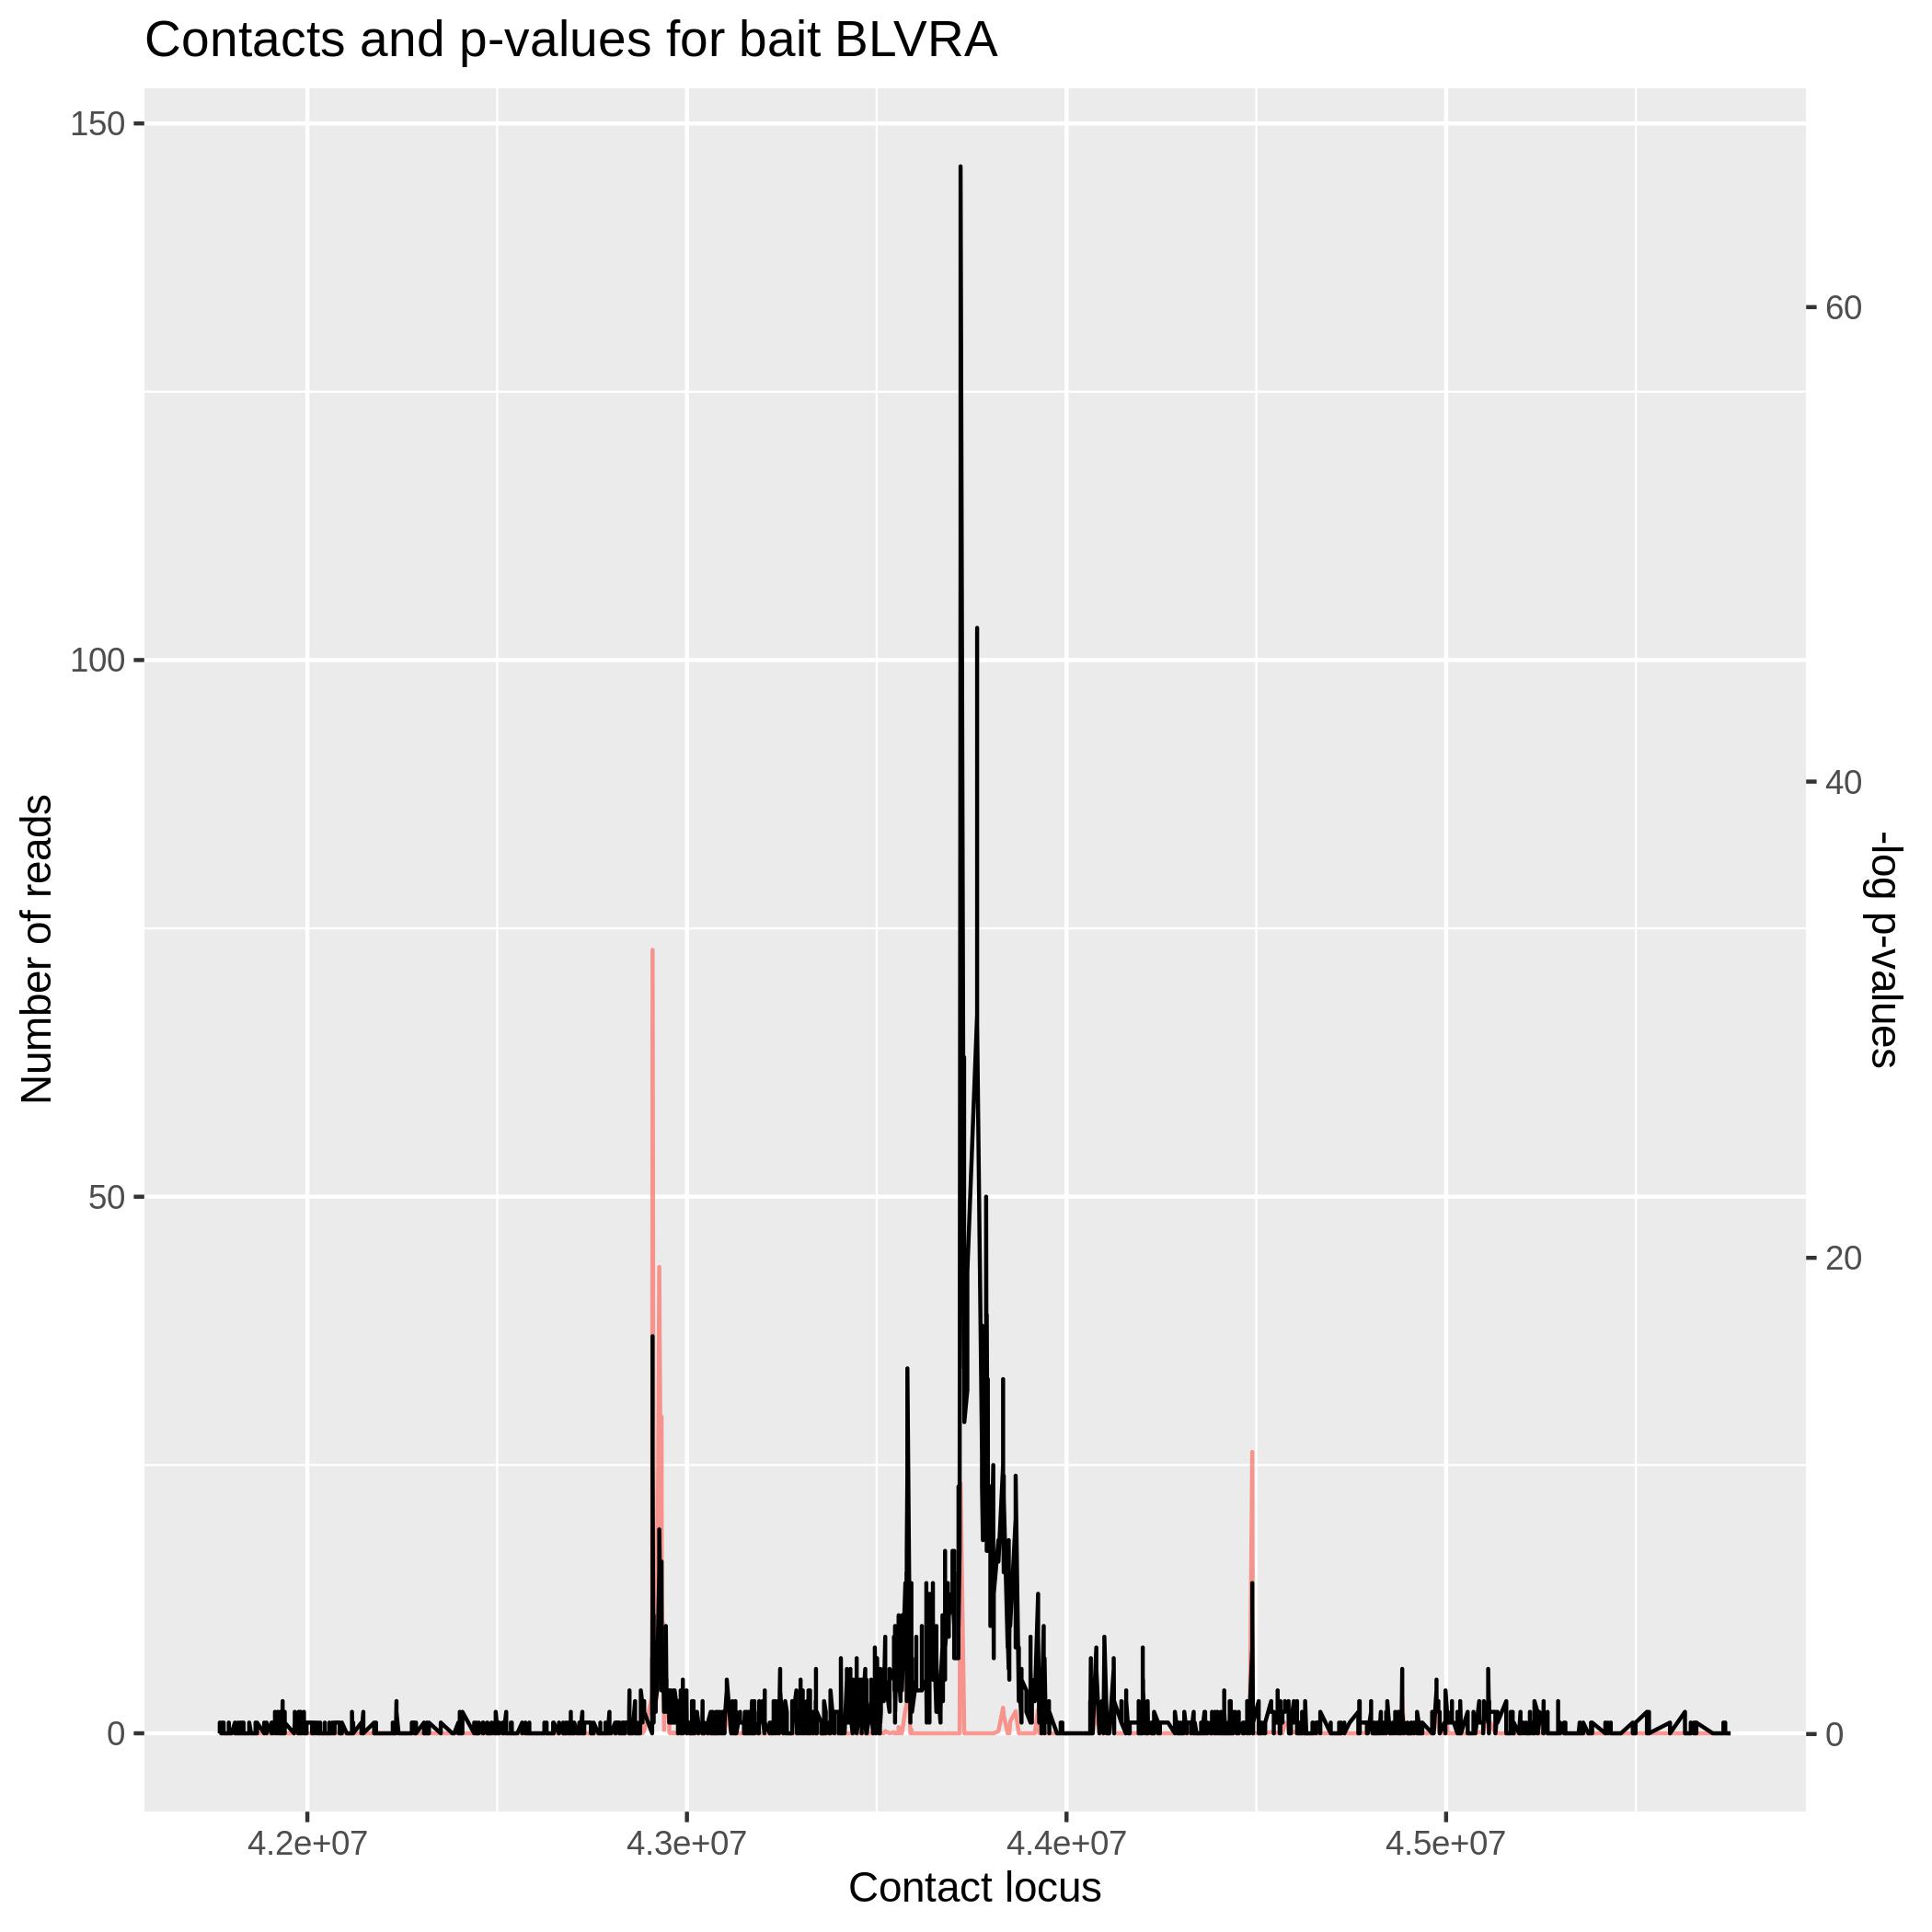 Contacts and p-values for bait BLVRA
150
100
50
0
Number of reads
60
40
20
0
-log p-values
4.2e+07
4.3e+07
4.4e+07
4.5e+07
Contact locus